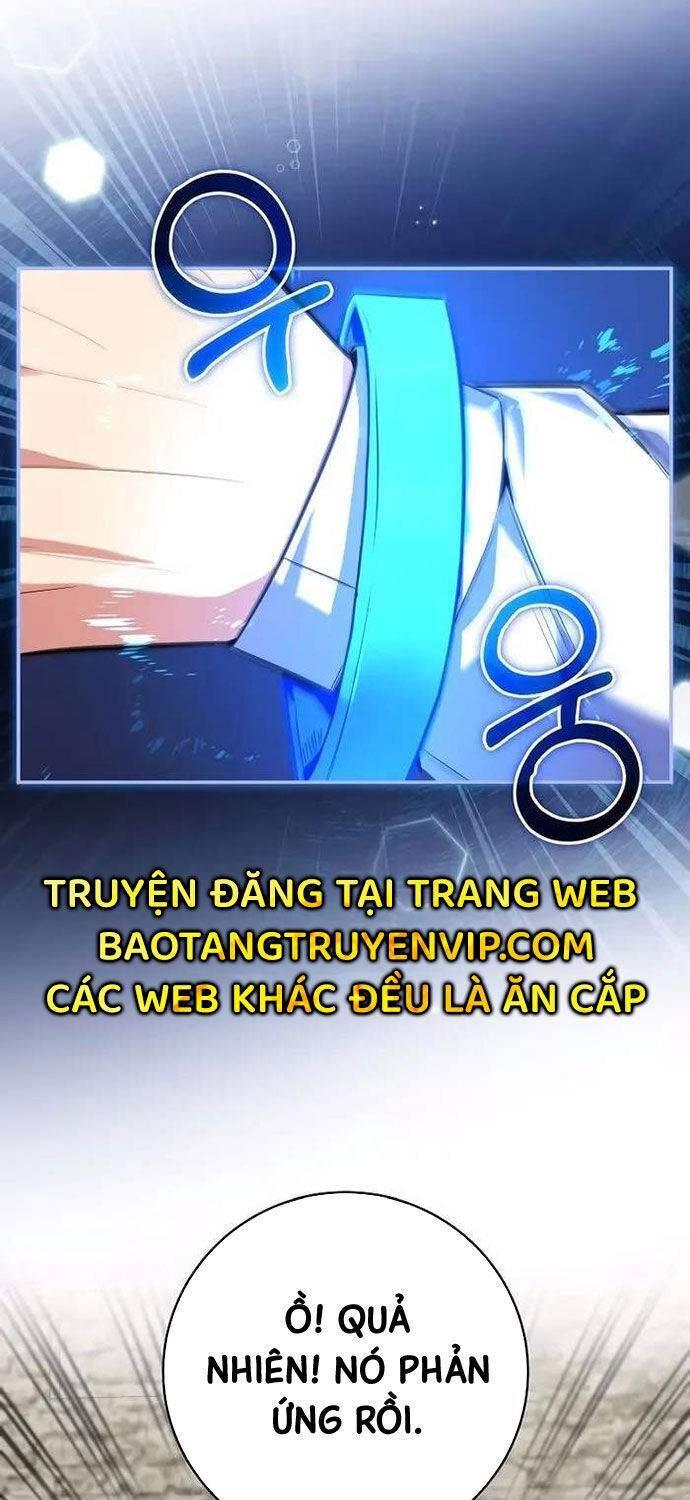 우
웅
TRUYỆN ĐĂNG TẠI TRANG WEB
BAOTANGTRUYENVIP.COM
CÁC WEB KHÁC ĐỀU LÀ ĂN CẮP
Ồ! QUẢ
NHIÊN! NÓ PHẢN
ỨNG RỒI.